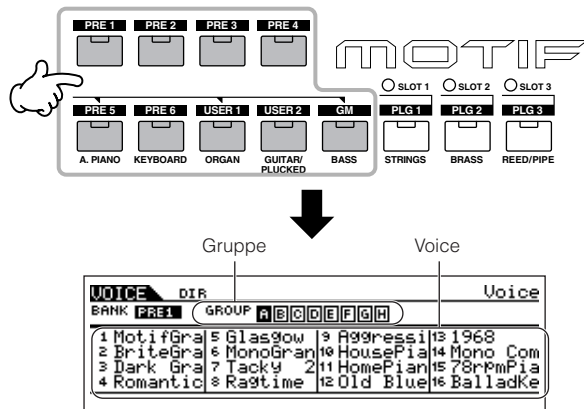 PRE 1 PRE 2 PRE 3 PRE 4
MOTIF
SLOT 1 SLOT 2 SLOT 3
PRE 5 PRE 6 USER 1 USER 2 GM PLG 1 PLG 2 PLG 3
A. PIANO KEYBOARD ORGAN GUITAR/ PLUCKED BASS STRINGS BRASS REED/PIPE
Gruppe Voice
VOICE DIR Voice
BANK PRE1 GROUP A B C D E F G H
1 MotifGra 5 Glasgow 9 Aggressi 13 1968
2 BriteGra 6 MonoGran 10 HousePia 14 Mono Com
3 Dark Gra 7 Tacky 2 11 HomePian 15 78rpmPia
4 Romantic 8 Ragtime 12 Old Blue 16 BalladKe